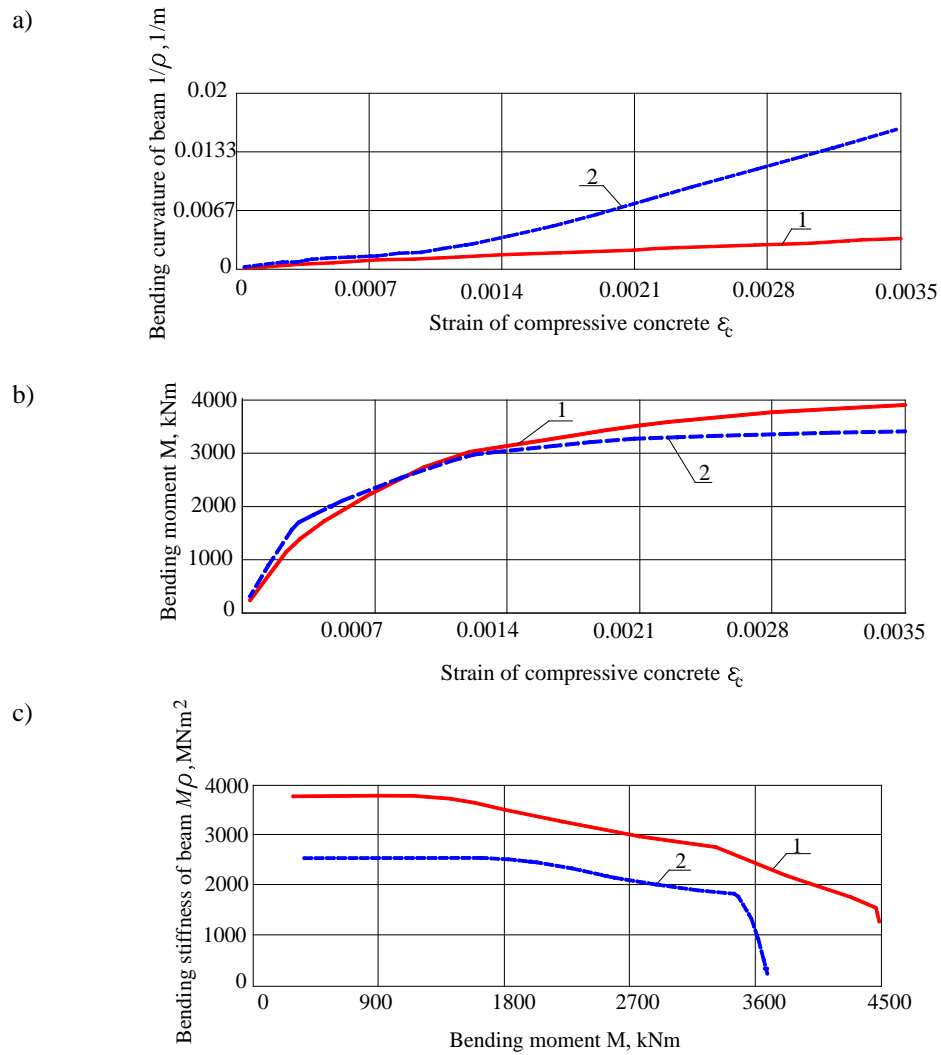 a)
Bending curvature of beam 1/ρ, 1/m
0.02
0.0133
0.0067
0
2
1
0 0.0007 0.0014 0.0021 0.0028 0.0035
Strain of compressive concrete εc
b)
Bending moment M, kNm
4000
3000
2000
1000
0
1
2
0.0007 0.0014 0.0021 0.0028 0.0035
Strain of compressive concrete εc
c)
Bending stiffness of beam Mρ, MNm²
4000
3000
2000
1000
0
1
2
0 900 1800 2700 3600 4500
Bending moment M, kNm